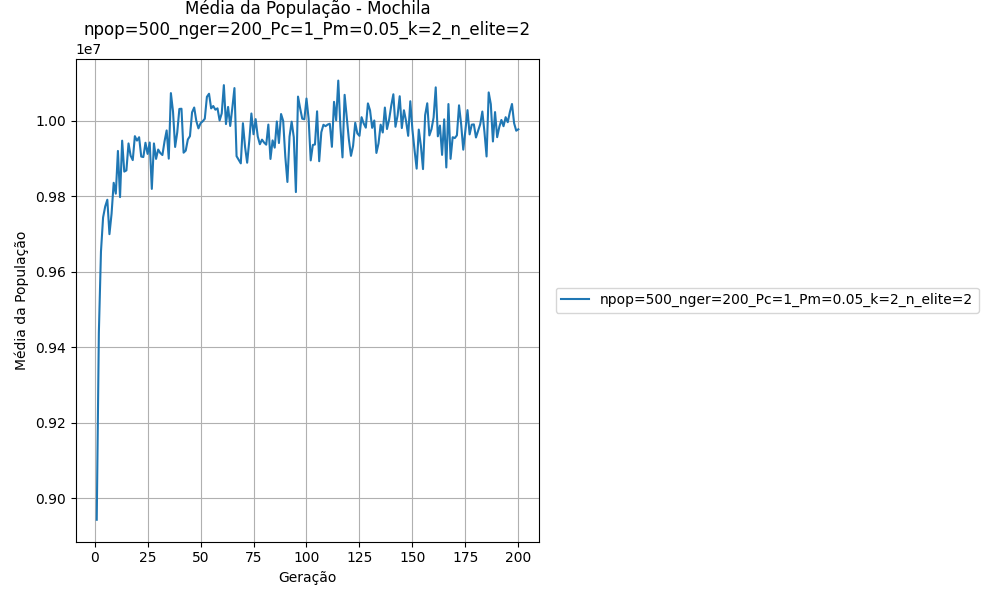 Média da População - Mochila
npop=500_nger=200_Pc=1_Pm=0.05_k=2_n_elite=2
1e7
1.00
0.98
0.96
0.94
0.92
0.90
Média da População
0 25 50 75 100 125 150 175 200
Geração
npop=500_nger=200_Pc=1_Pm=0.05_k=2_n_elite=2